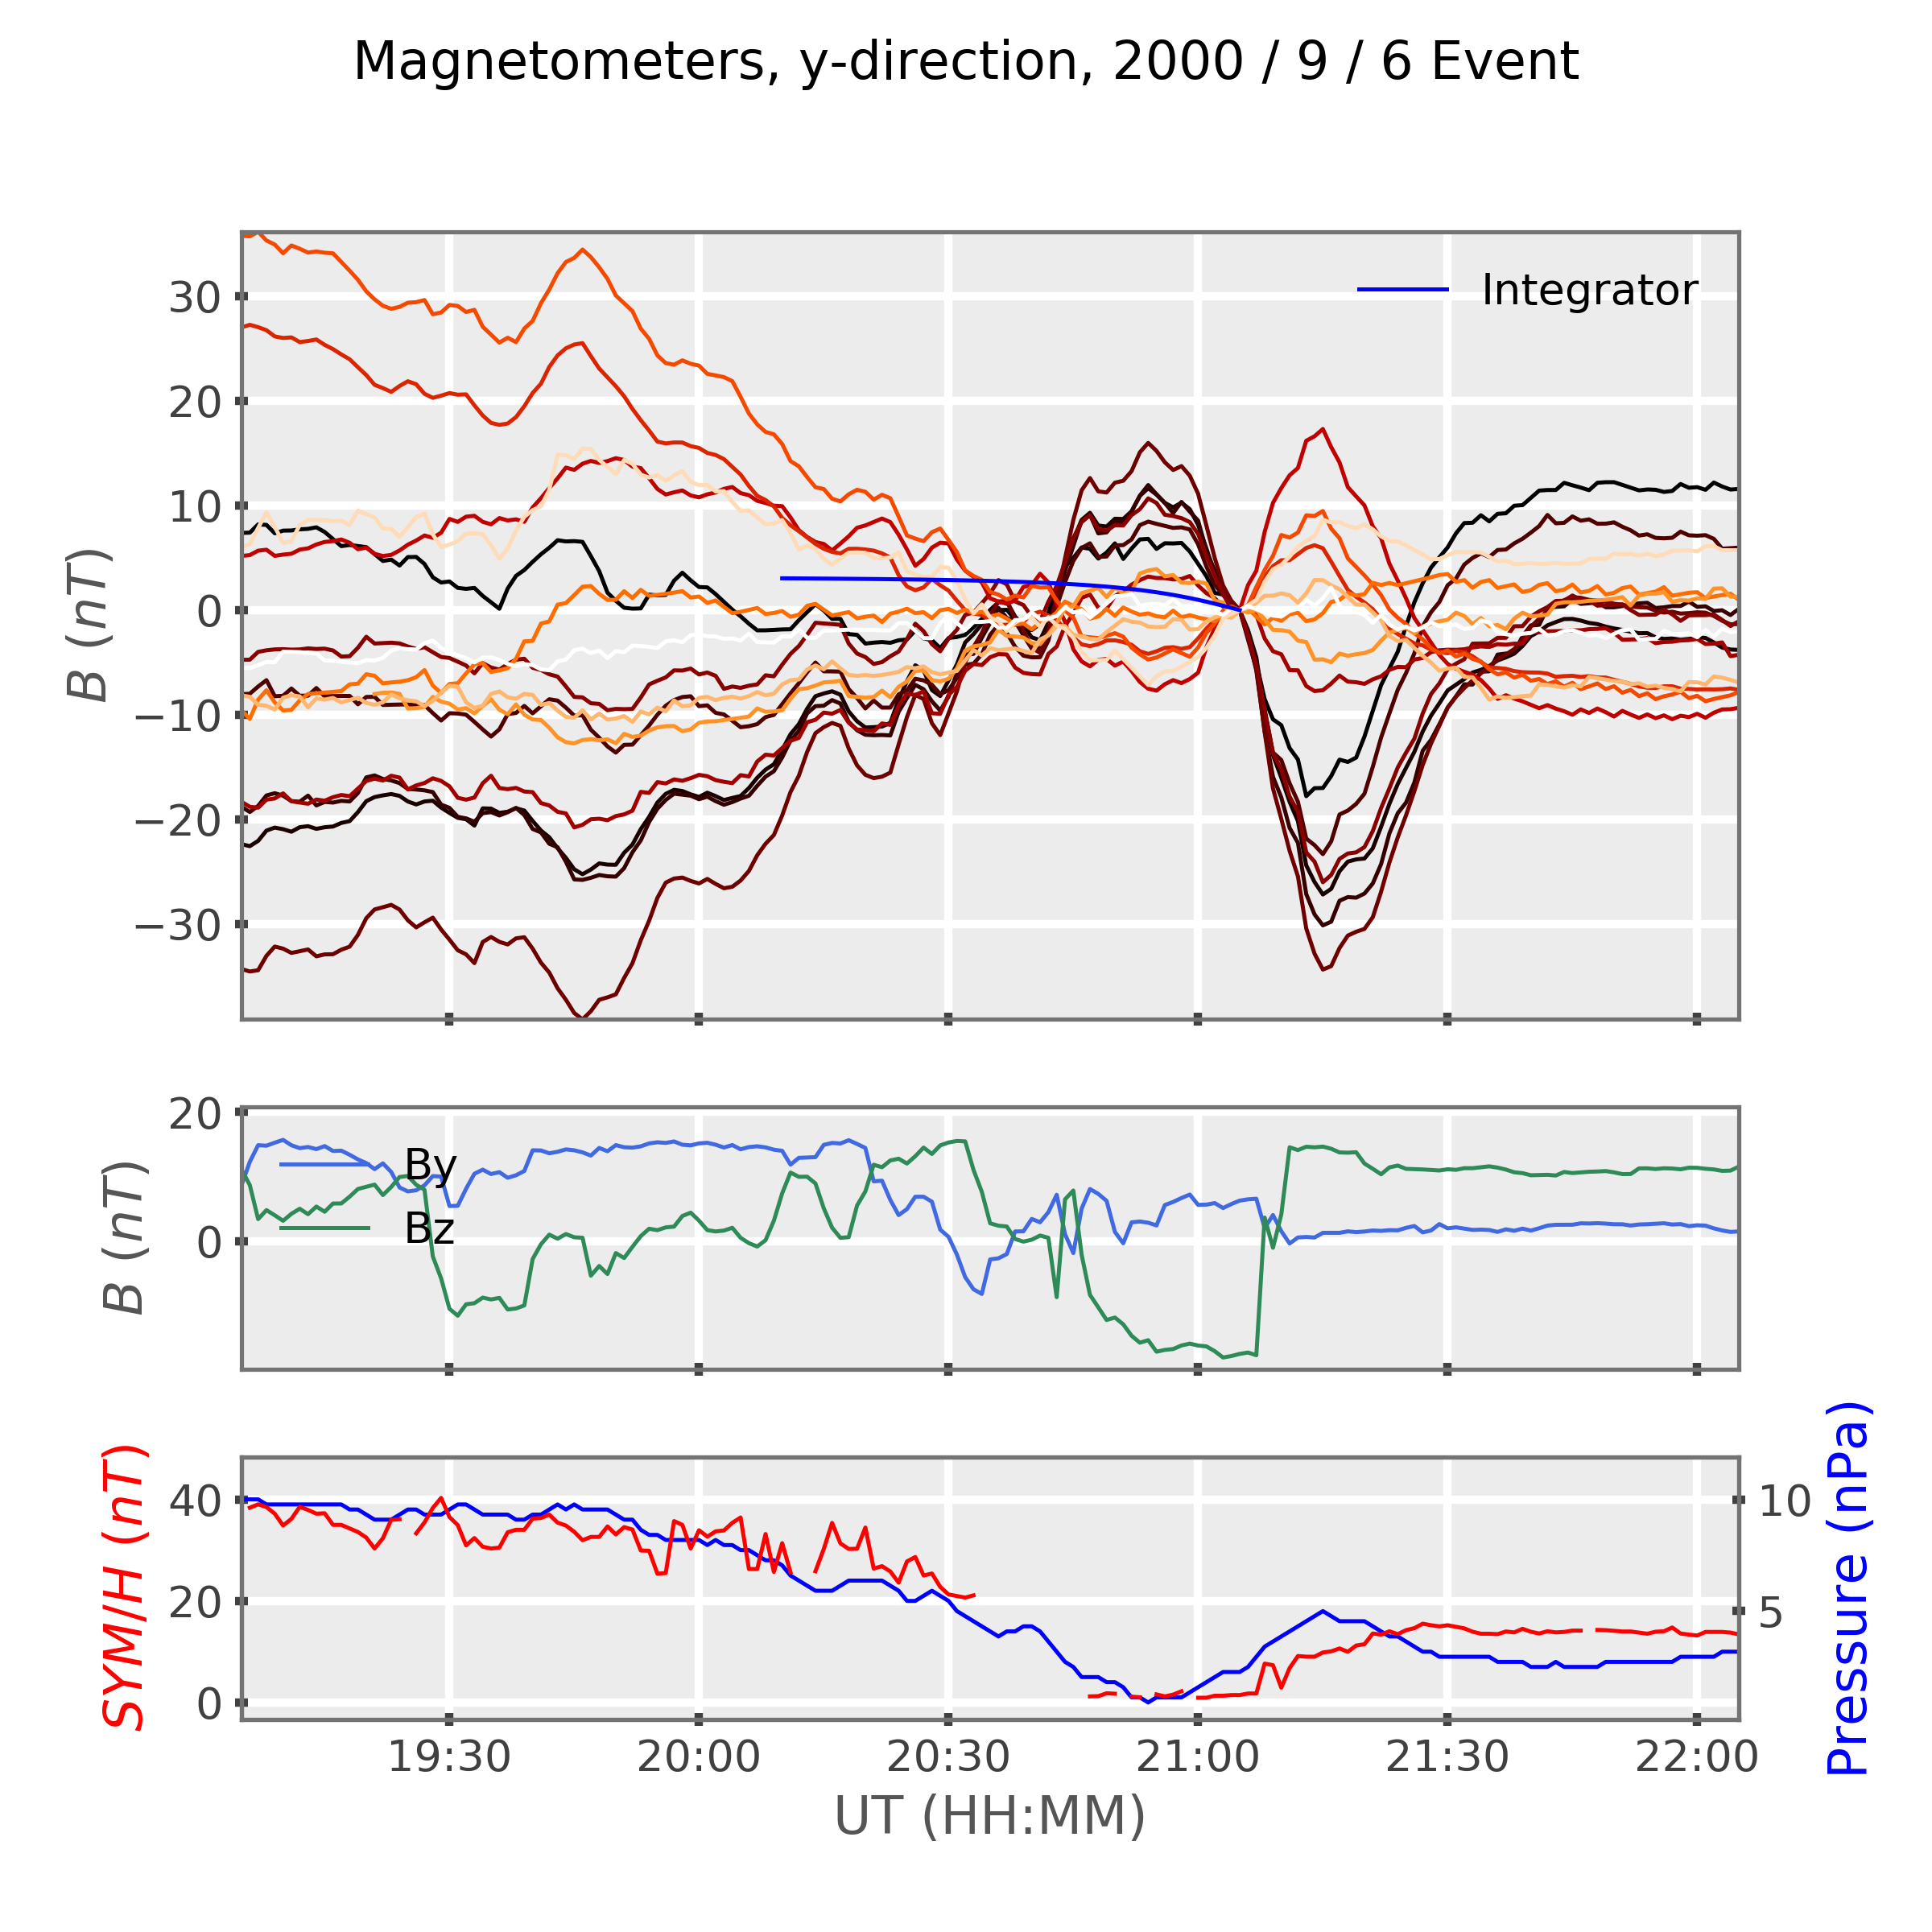 Magnetometers, y-direction, 2000 / 9 / 6 Event
B (nT)
30
20
10
0
−10
−20
−30
Integrator
B (nT)
20
0
By
Bz
SYM/H (nT)
40
20
0
10
5
Pressure (nPa)
19:30 20:00 20:30 21:00 21:30 22:00
UT (HH:MM)